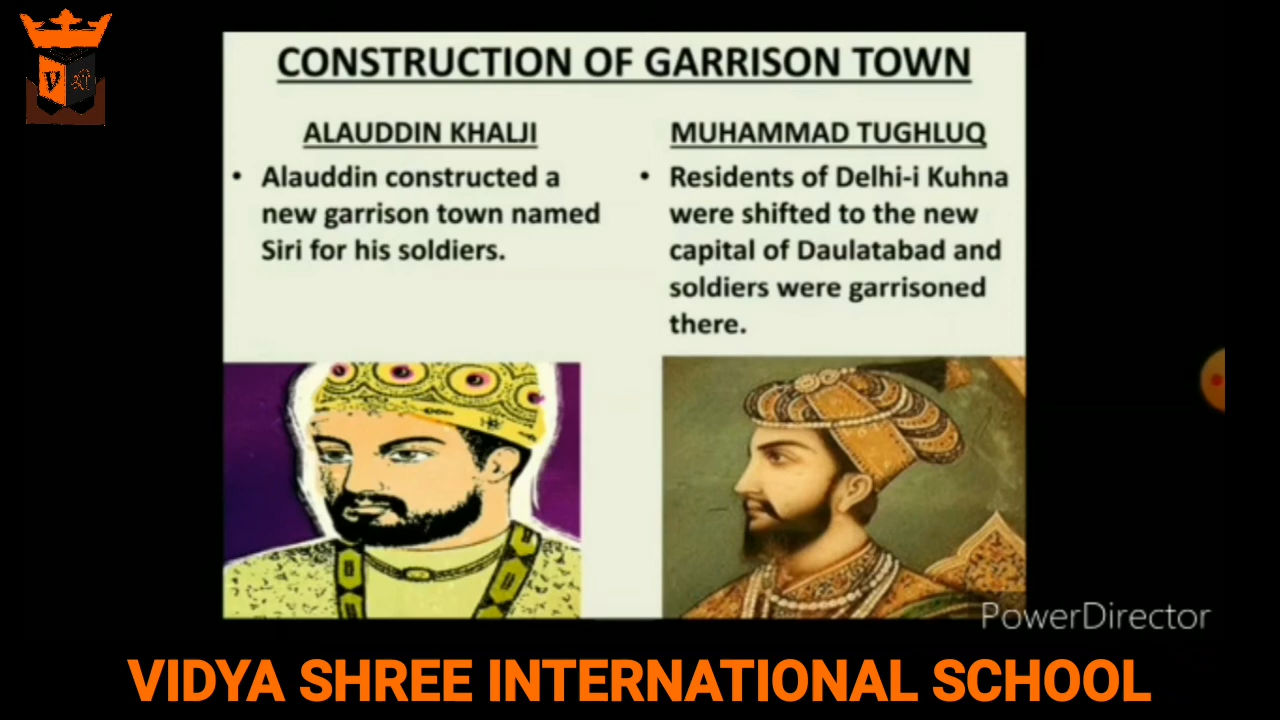 CONSTRUCTION OF GARRISON TOWN
ALAUDDIN KHALJI
• Alauddin constructed a
new garrison town named
Siri for his soldiers.
MUHAMMAD TUGHLUQ
• Residents of Delhi-i Kuhna
were shifted to the new
capital of Daulatabad and
soldiers were garrisoned
there.
PowerDirector
VIDYA SHREE INTERNATIONAL SCHOOL